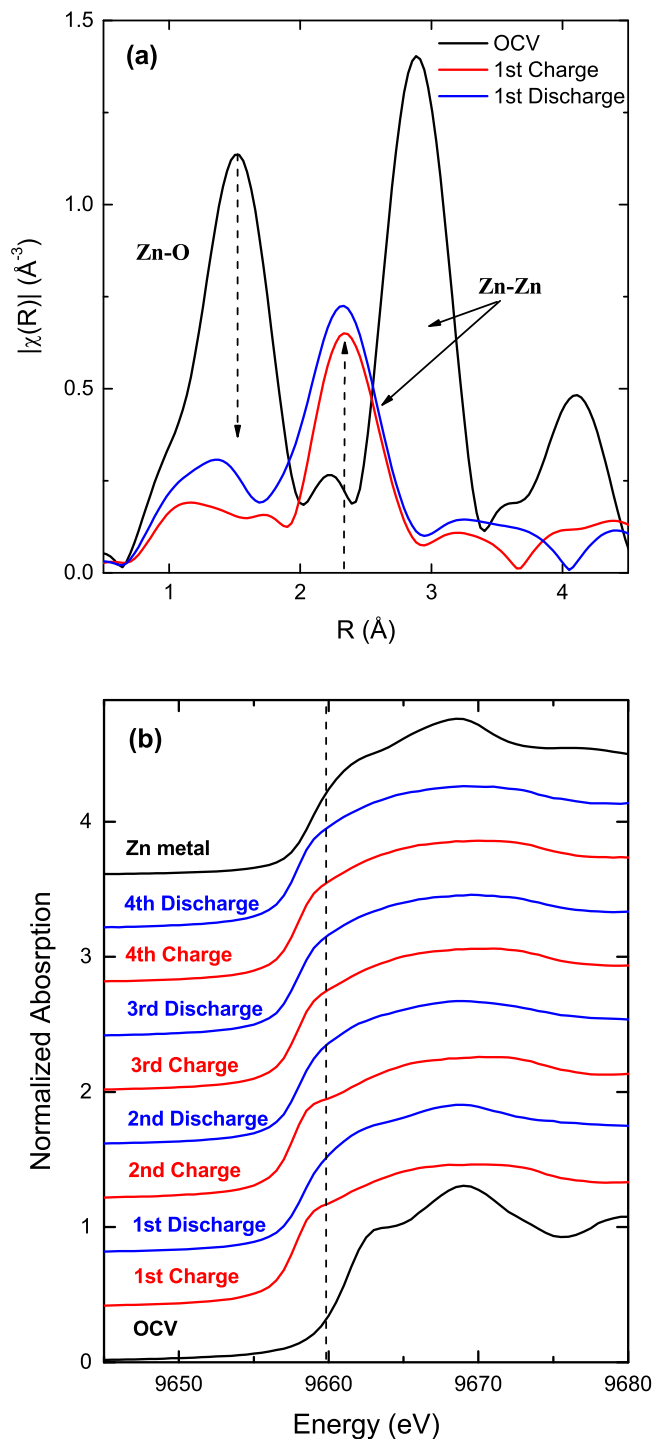 (a)
OCV
1st Charge
1st Discharge
Zn-O
Zn-Zn
|χ(R)| (Å-3)
1.5
1.0
0.5
0.0
1 2 3 4
R (Å)
(b)
Zn metal
4th Discharge
4th Charge
3rd Discharge
3rd Charge
2nd Discharge
2nd Charge
1st Discharge
1st Charge
OCV
Normalized Abosrption
4
3
2
1
0
9650 9660 9670 9680
Energy (eV)